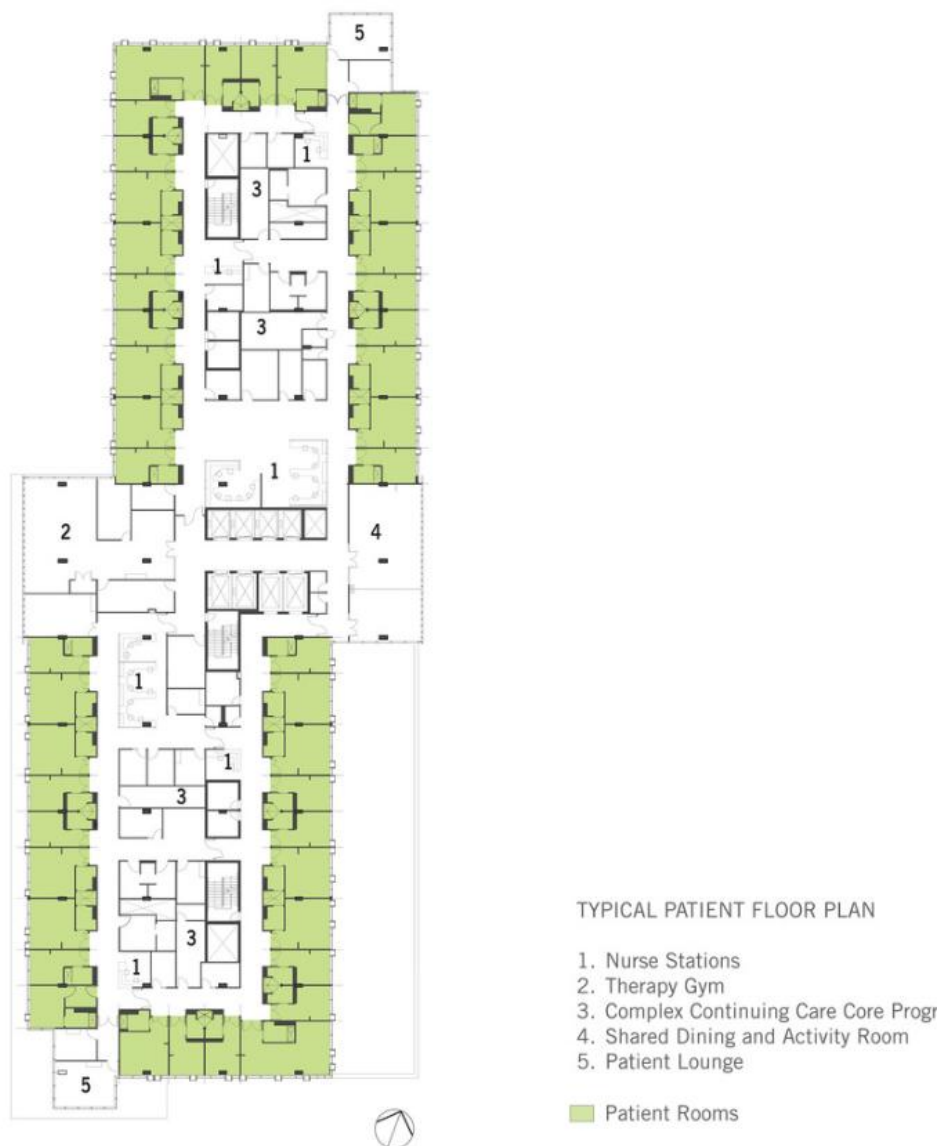 5
1
3
1
3
1
2
4
1
1
3
3
1
5
TYPICAL PATIENT FLOOR PLAN
1. Nurse Stations
2. Therapy Gym
3. Complex Continuing Care Core Progr
4. Shared Dining and Activity Room
5. Patient Lounge
Patient Rooms